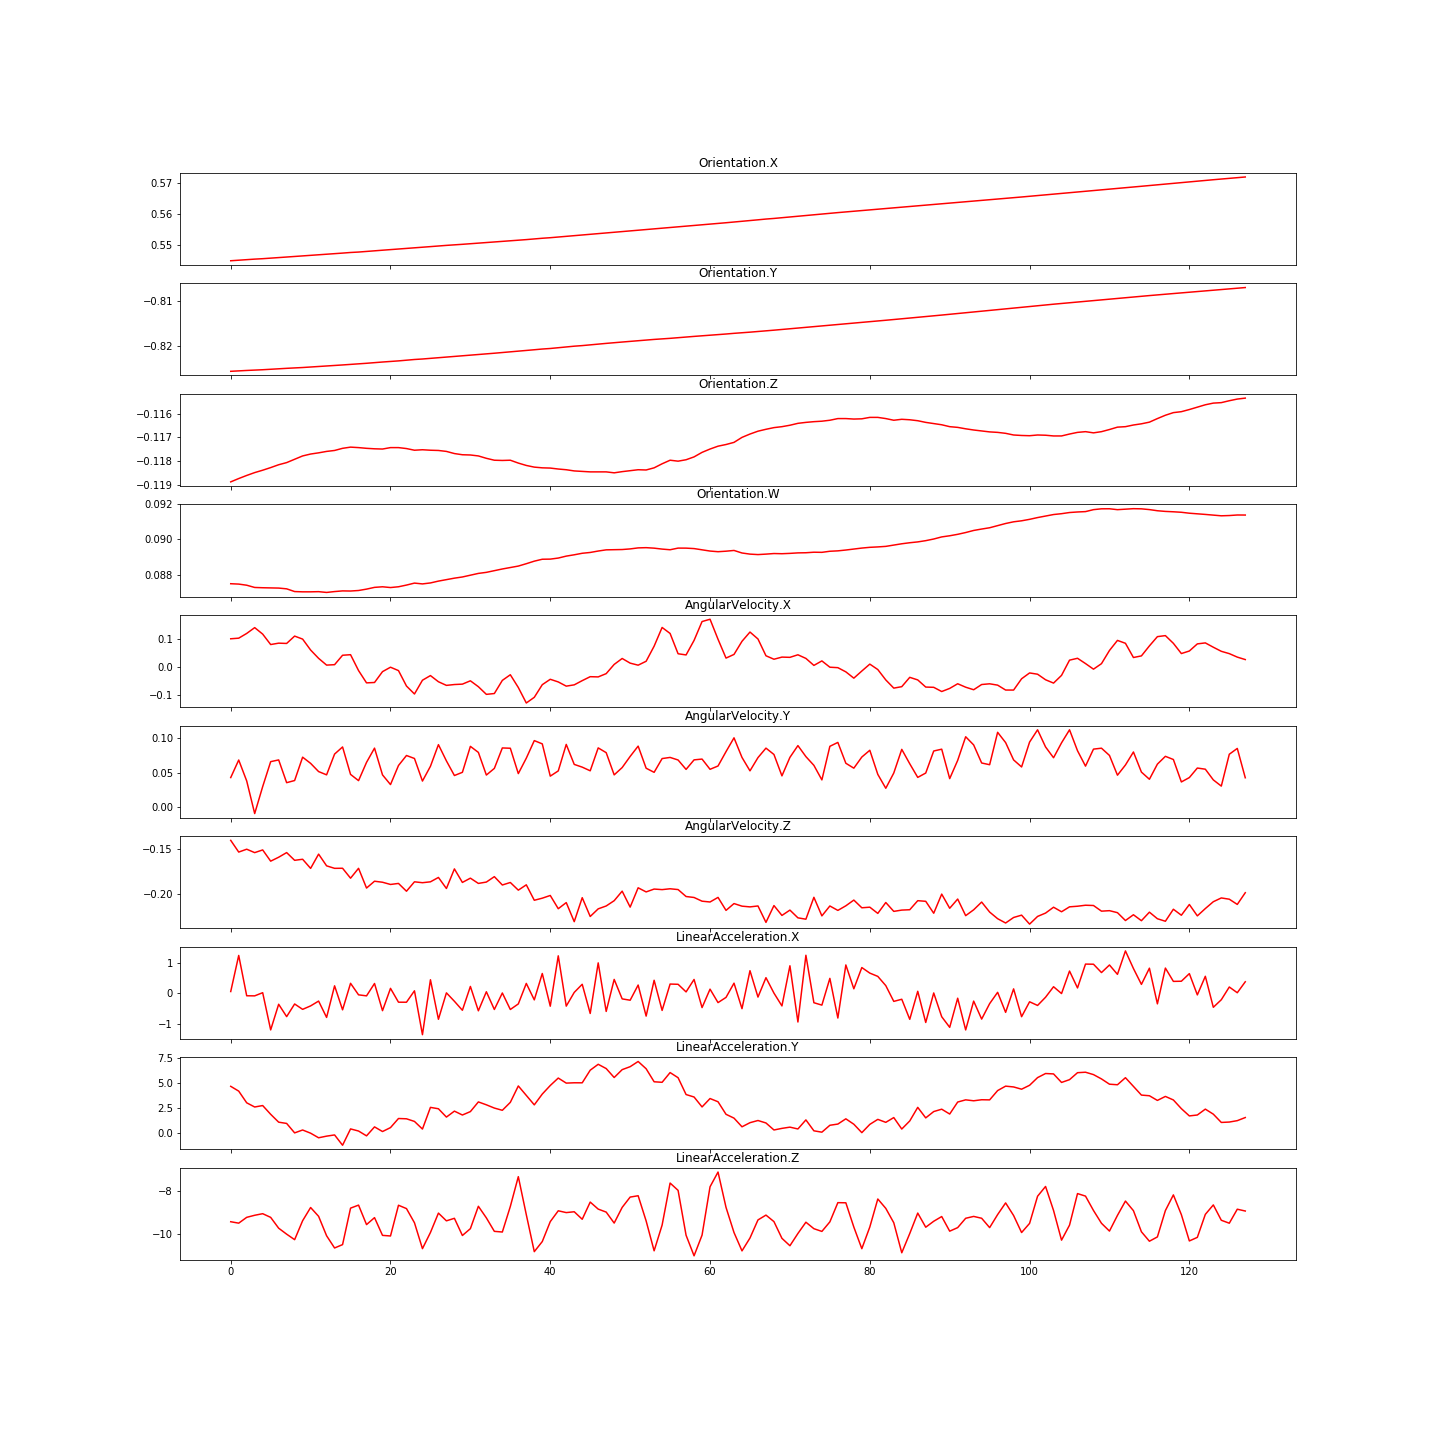 Orientation.X
0.57
0.56
0.55
Orientation.Y
−0.81
−0.82
Orientation.Z
−0.116
−0.117
−0.118
−0.119
Orientation.W
0.092
0.090
0.088
AngularVelocity.X
0.1
0.0
−0.1
AngularVelocity.Y
0.10
0.05
0.00
AngularVelocity.Z
−0.15
−0.20
LinearAcceleration.X
1
0
−1
LinearAcceleration.Y
7.5
5.0
2.5
0.0
LinearAcceleration.Z
−8
−10
0 20 40 60 80 100 120